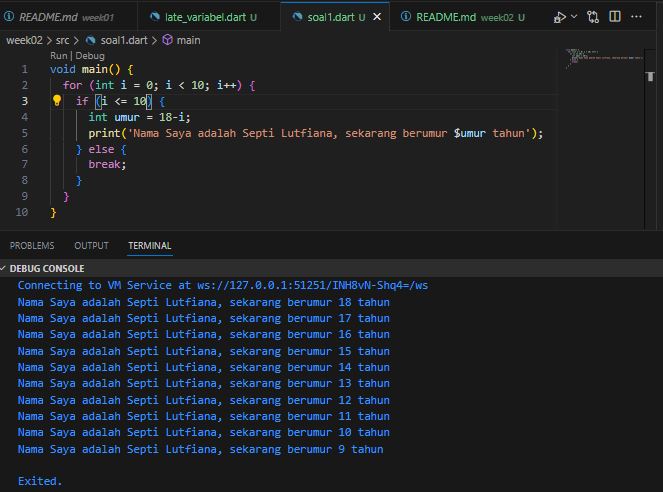 README.md week01
late_variabel.dart U
soal1.dart U
README.md week02 U
week02 > src > soal1.dart > main
Run | Debug
1 void main() {
2 for (int i = 0; i < 10; i++) {
3 if (i <= 10) {
4 int umur = 18-i;
5 print('Nama Saya adalah Septi Lutfiana, sekarang berumur $umur tahun');
6 } else {
7 break;
8 }
9 }
10 }
PROBLEMS OUTPUT TERMINAL
DEBUG CONSOLE
Connecting to VM Service at ws://127.0.0.1:51251/INH8vN-Shq4=/ws
Nama Saya adalah Septi Lutfiana, sekarang berumur 18 tahun
Nama Saya adalah Septi Lutfiana, sekarang berumur 17 tahun
Nama Saya adalah Septi Lutfiana, sekarang berumur 16 tahun
Nama Saya adalah Septi Lutfiana, sekarang berumur 15 tahun
Nama Saya adalah Septi Lutfiana, sekarang berumur 14 tahun
Nama Saya adalah Septi Lutfiana, sekarang berumur 13 tahun
Nama Saya adalah Septi Lutfiana, sekarang berumur 12 tahun
Nama Saya adalah Septi Lutfiana, sekarang berumur 11 tahun
Nama Saya adalah Septi Lutfiana, sekarang berumur 10 tahun
Nama Saya adalah Septi Lutfiana, sekarang berumur 9 tahun
Exited.